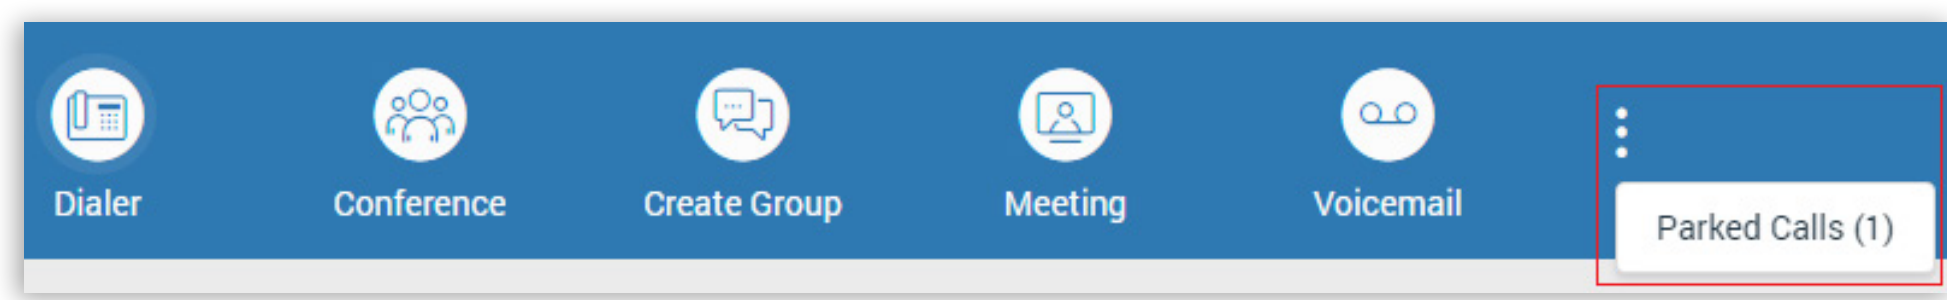 Dialer
Conference
Create Group
Meeting
Voicemail
Parked Calls (1)